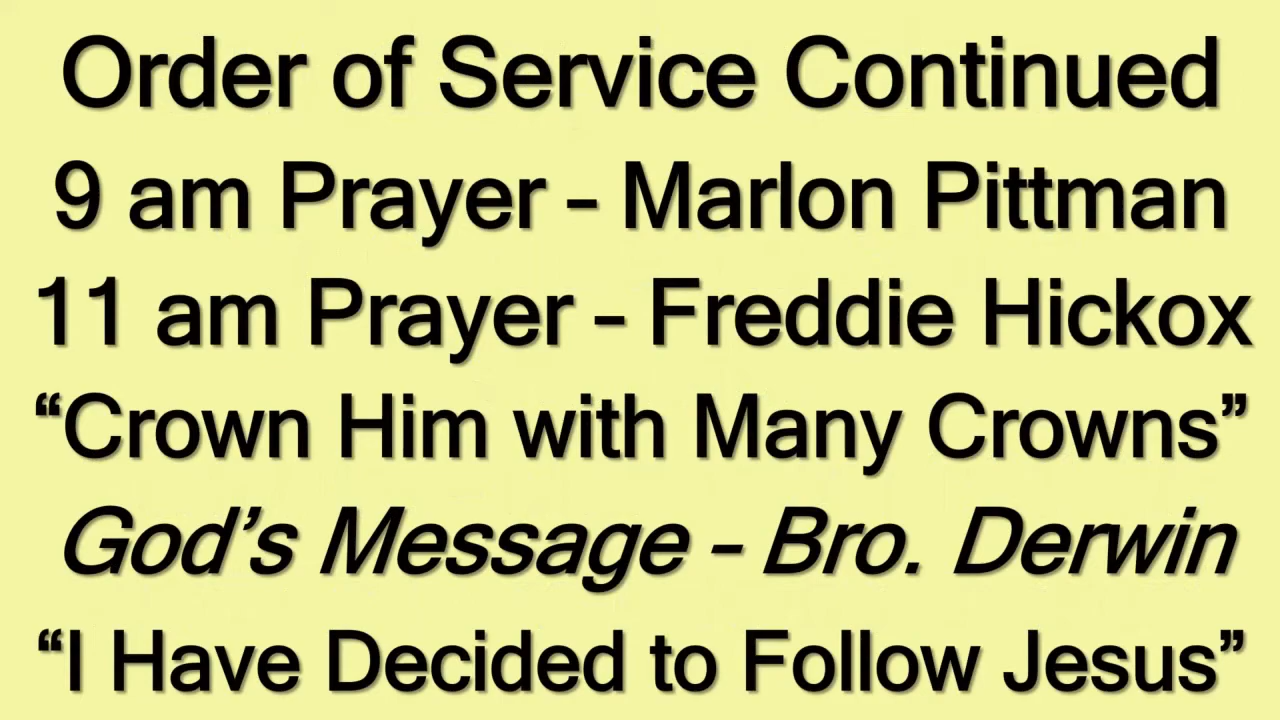 Order of Service Continued
9 am Prayer – Marlon Pittman
11 am Prayer – Freddie Hickox
“Crown Him with Many Crowns”
God’s Message – Bro. Derwin
“I Have Decided to Follow Jesus”